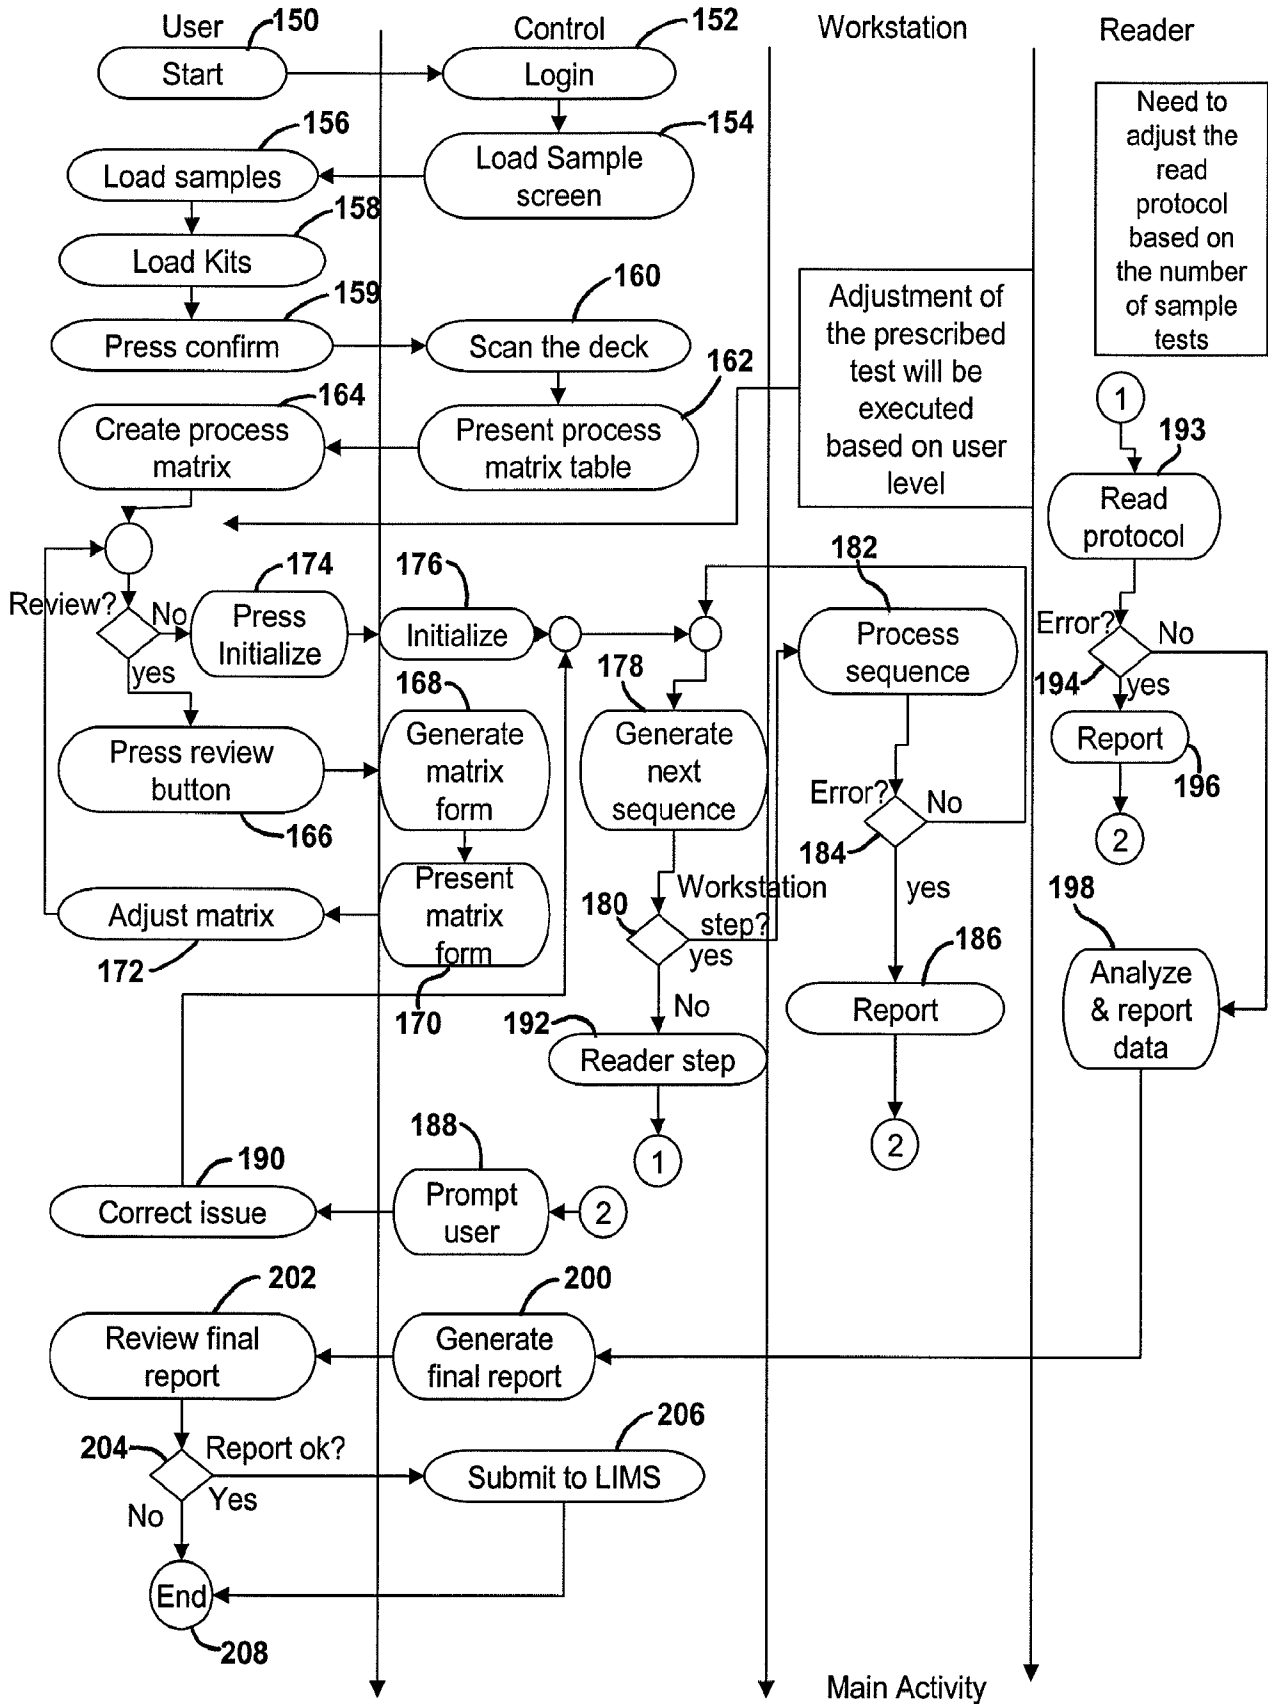 User
150
Control
152
Workstation
Reader
Start
Login
Need to
adjust the
read
protocol
based on
the number
of sample
tests
156
154
Load samples
Load Sample
screen
158
Load Kits
159
160
Press confirm
Scan the deck
Adjustment of
the prescribed
test will be
executed
based on user
level
164
162
Create process
matrix
Present process
matrix table
1
193
Read
protocol
174
176
182
Review?
No
Press
Initialize
Initialize
Process
sequence
Error?
No
194
yes
yes
168
178
Press review
button
Generate
matrix
form
Generate
next
sequence
Report
196
166
Error?
No
184
2
yes
Present
matrix
form
Workstation
step?
180
yes
198
Adjust matrix
172
170
No
186
Report
Analyze
& report
data
192
Reader step
188
1
2
190
Correct issue
Prompt
user
2
202
200
Review final
report
Generate
final report
204
Report ok?
206
Yes
Submit to LIMS
No
End
208
Main Activity